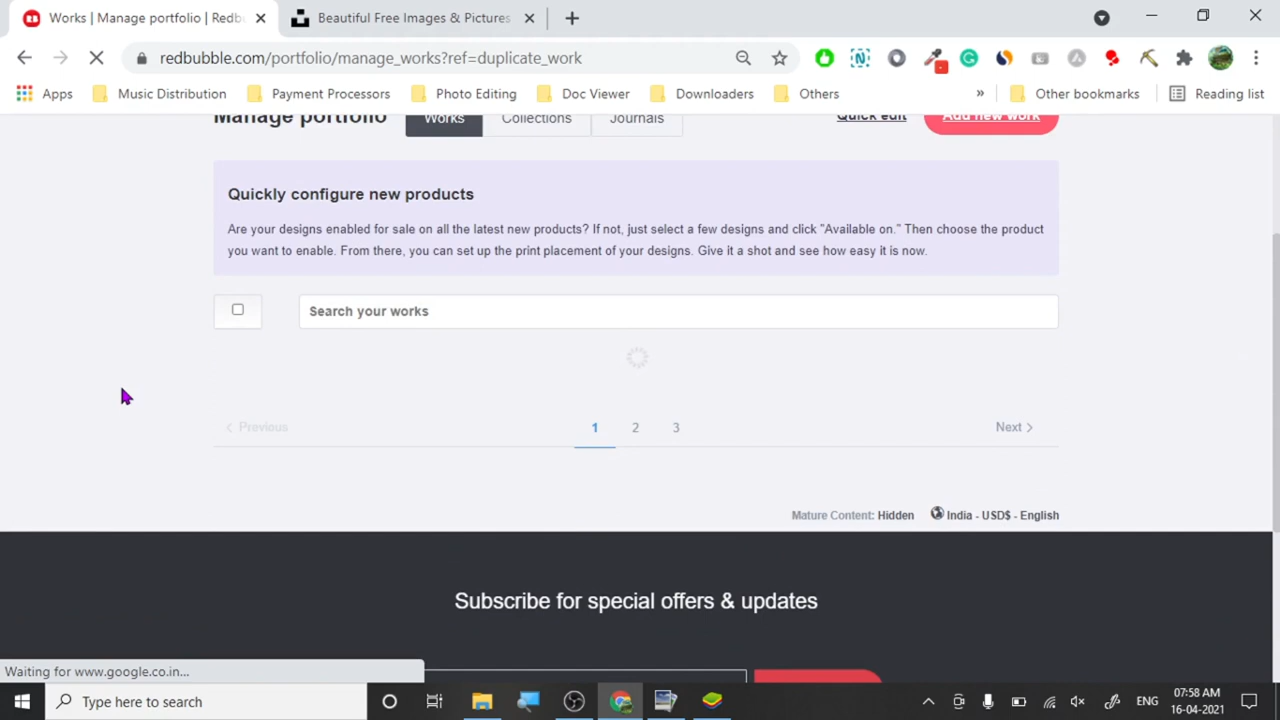 Works | Manage portfolio | Redb
Beautiful Free Images & Pictures
redbubble.com/portfolio/manage_works?ref=duplicate_work
Apps
Music Distribution
Payment Processors
Photo Editing
Doc Viewer
Downloaders
Others
»
Other bookmarks
Reading list
Manage portfolio
Works
Collections
Journals
Quick edit
Add new work
Quickly configure new products
Are your designs enabled for sale on all the latest new products? If not, just select a few designs and click "Available on." Then choose the product
you want to enable. From there, you can set up the print placement of your designs. Give it a shot and see how easy it is now.
Search your works
Previous
1
2
3
Next
Mature Content: Hidden
India - USD$ - English
Subscribe for special offers & updates
Waiting for www.google.co.in...
Type here to search
ENG
07:58 AM
16-04-2021